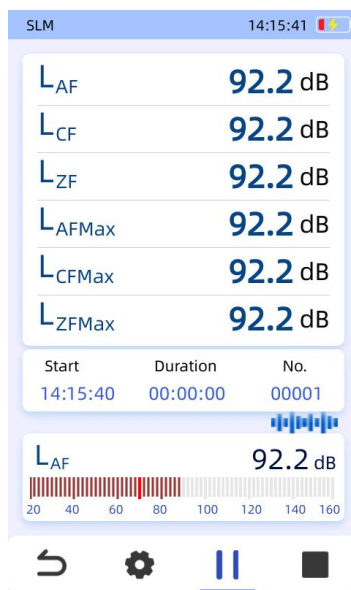 SLM 14:15:41
LAF 92.2 dB
LCF 92.2 dB
LZF 92.2 dB
LAFMax 92.2 dB
LCFMax 92.2 dB
LZFMax 92.2 dB
Start Duration No.
14:15:40 00:00:00 00001
LAF 92.2 dB
20 40 60 80 100 120 140 160